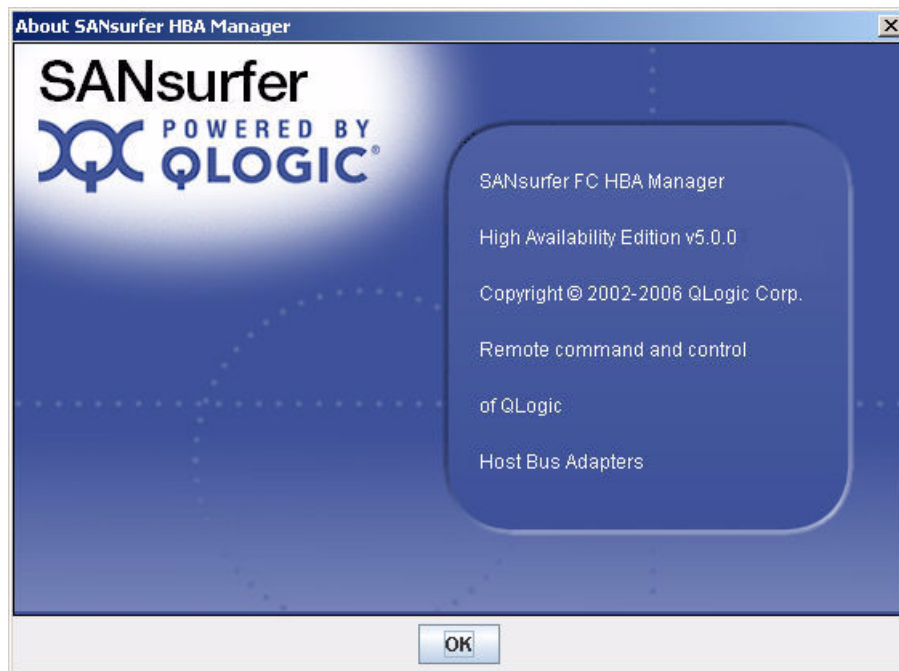 About SANsurfer HBA Manager
SANsurfer
POWERED BY
QLOGIC®
SANsurfer FC HBA Manager
High Availability Edition v5.0.0
Copyright © 2002-2006 QLogic Corp.
Remote command and control
of QLogic
Host Bus Adapters
OK